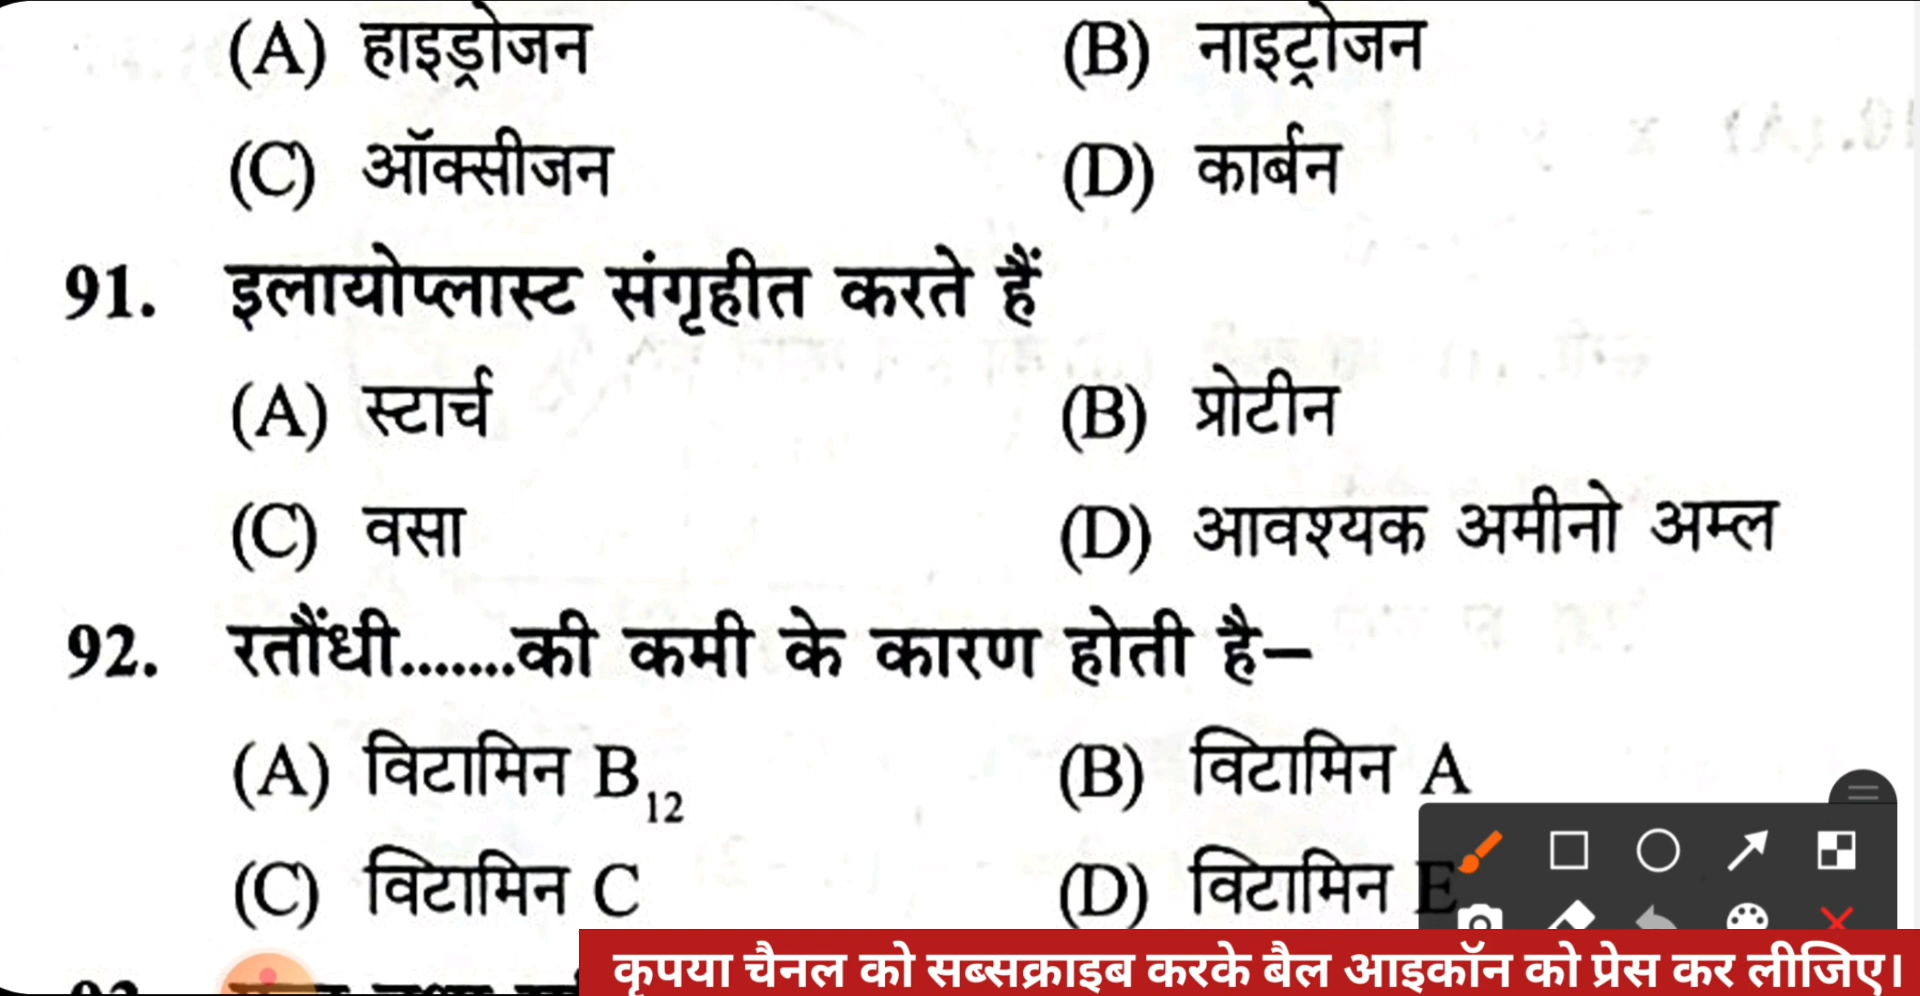 (A) हाइड्रोजन (B) नाइट्रोजन
(C) ऑक्सीजन (D) कार्बन
91. इलायोप्लास्ट संगृहीत करते हैं
(A) स्टार्च (B) प्रोटीन
(C) वसा (D) आवश्यक अमीनो अम्ल
92. रतौंधी.......की कमी के कारण होती है–
(A) विटामिन B12 (B) विटामिन A
(C) विटामिन C (D) विटामिन E
कृपया चैनल को सब्सक्राइब करके बैल आइकॉन को प्रेस कर लीजिए।